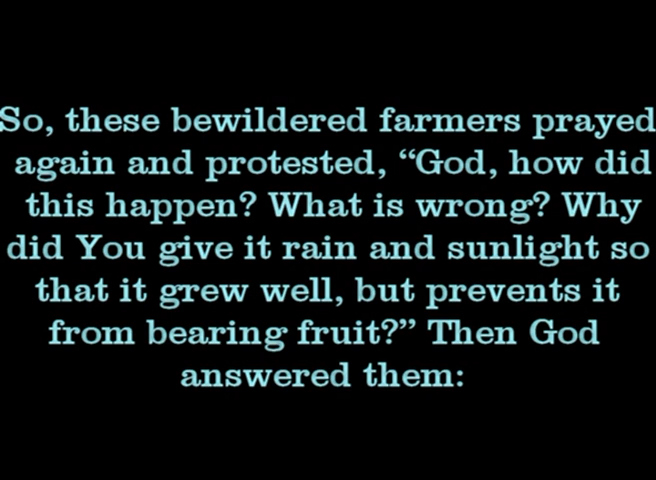 So, these bewildered farmers prayed
again and protested, “God, how did
this happen? What is wrong? Why
did You give it rain and sunlight so
that it grew well, but prevents it
from bearing fruit?” Then God
answered them: